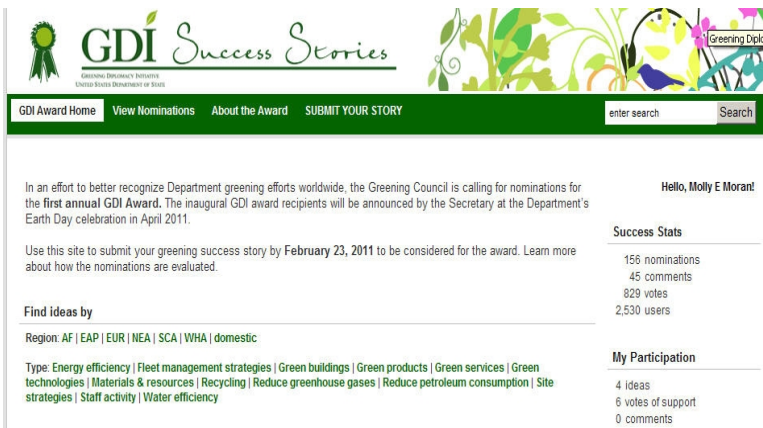 GDI Success Stories
GREENING DIPLOMACY INITIATIVE
UNITED STATES DEPARTMENT OF STATE
Greening Diplo
GDI Award Home View Nominations About the Award SUBMIT YOUR STORY enter search Search
In an effort to better recognize Department greening efforts worldwide, the Greening Council is calling for nominations for
the first annual GDI Award. The inaugural GDI award recipients will be announced by the Secretary at the Department's
Earth Day celebration in April 2011.
Use this site to submit your greening success story by February 23, 2011 to be considered for the award. Learn more
about how the nominations are evaluated.
Find ideas by
Region: AF | EAP | EUR | NEA | SCA | WHA | domestic
Type: Energy efficiency | Fleet management strategies | Green buildings | Green products | Green services | Green
technologies | Materials & resources | Recycling | Reduce greenhouse gases | Reduce petroleum consumption | Site
strategies | Staff activity | Water efficiency
Hello, Molly E Moran!
Success Stats
156 nominations
45 comments
829 votes
2,530 users
My Participation
4 ideas
6 votes of support
0 comments